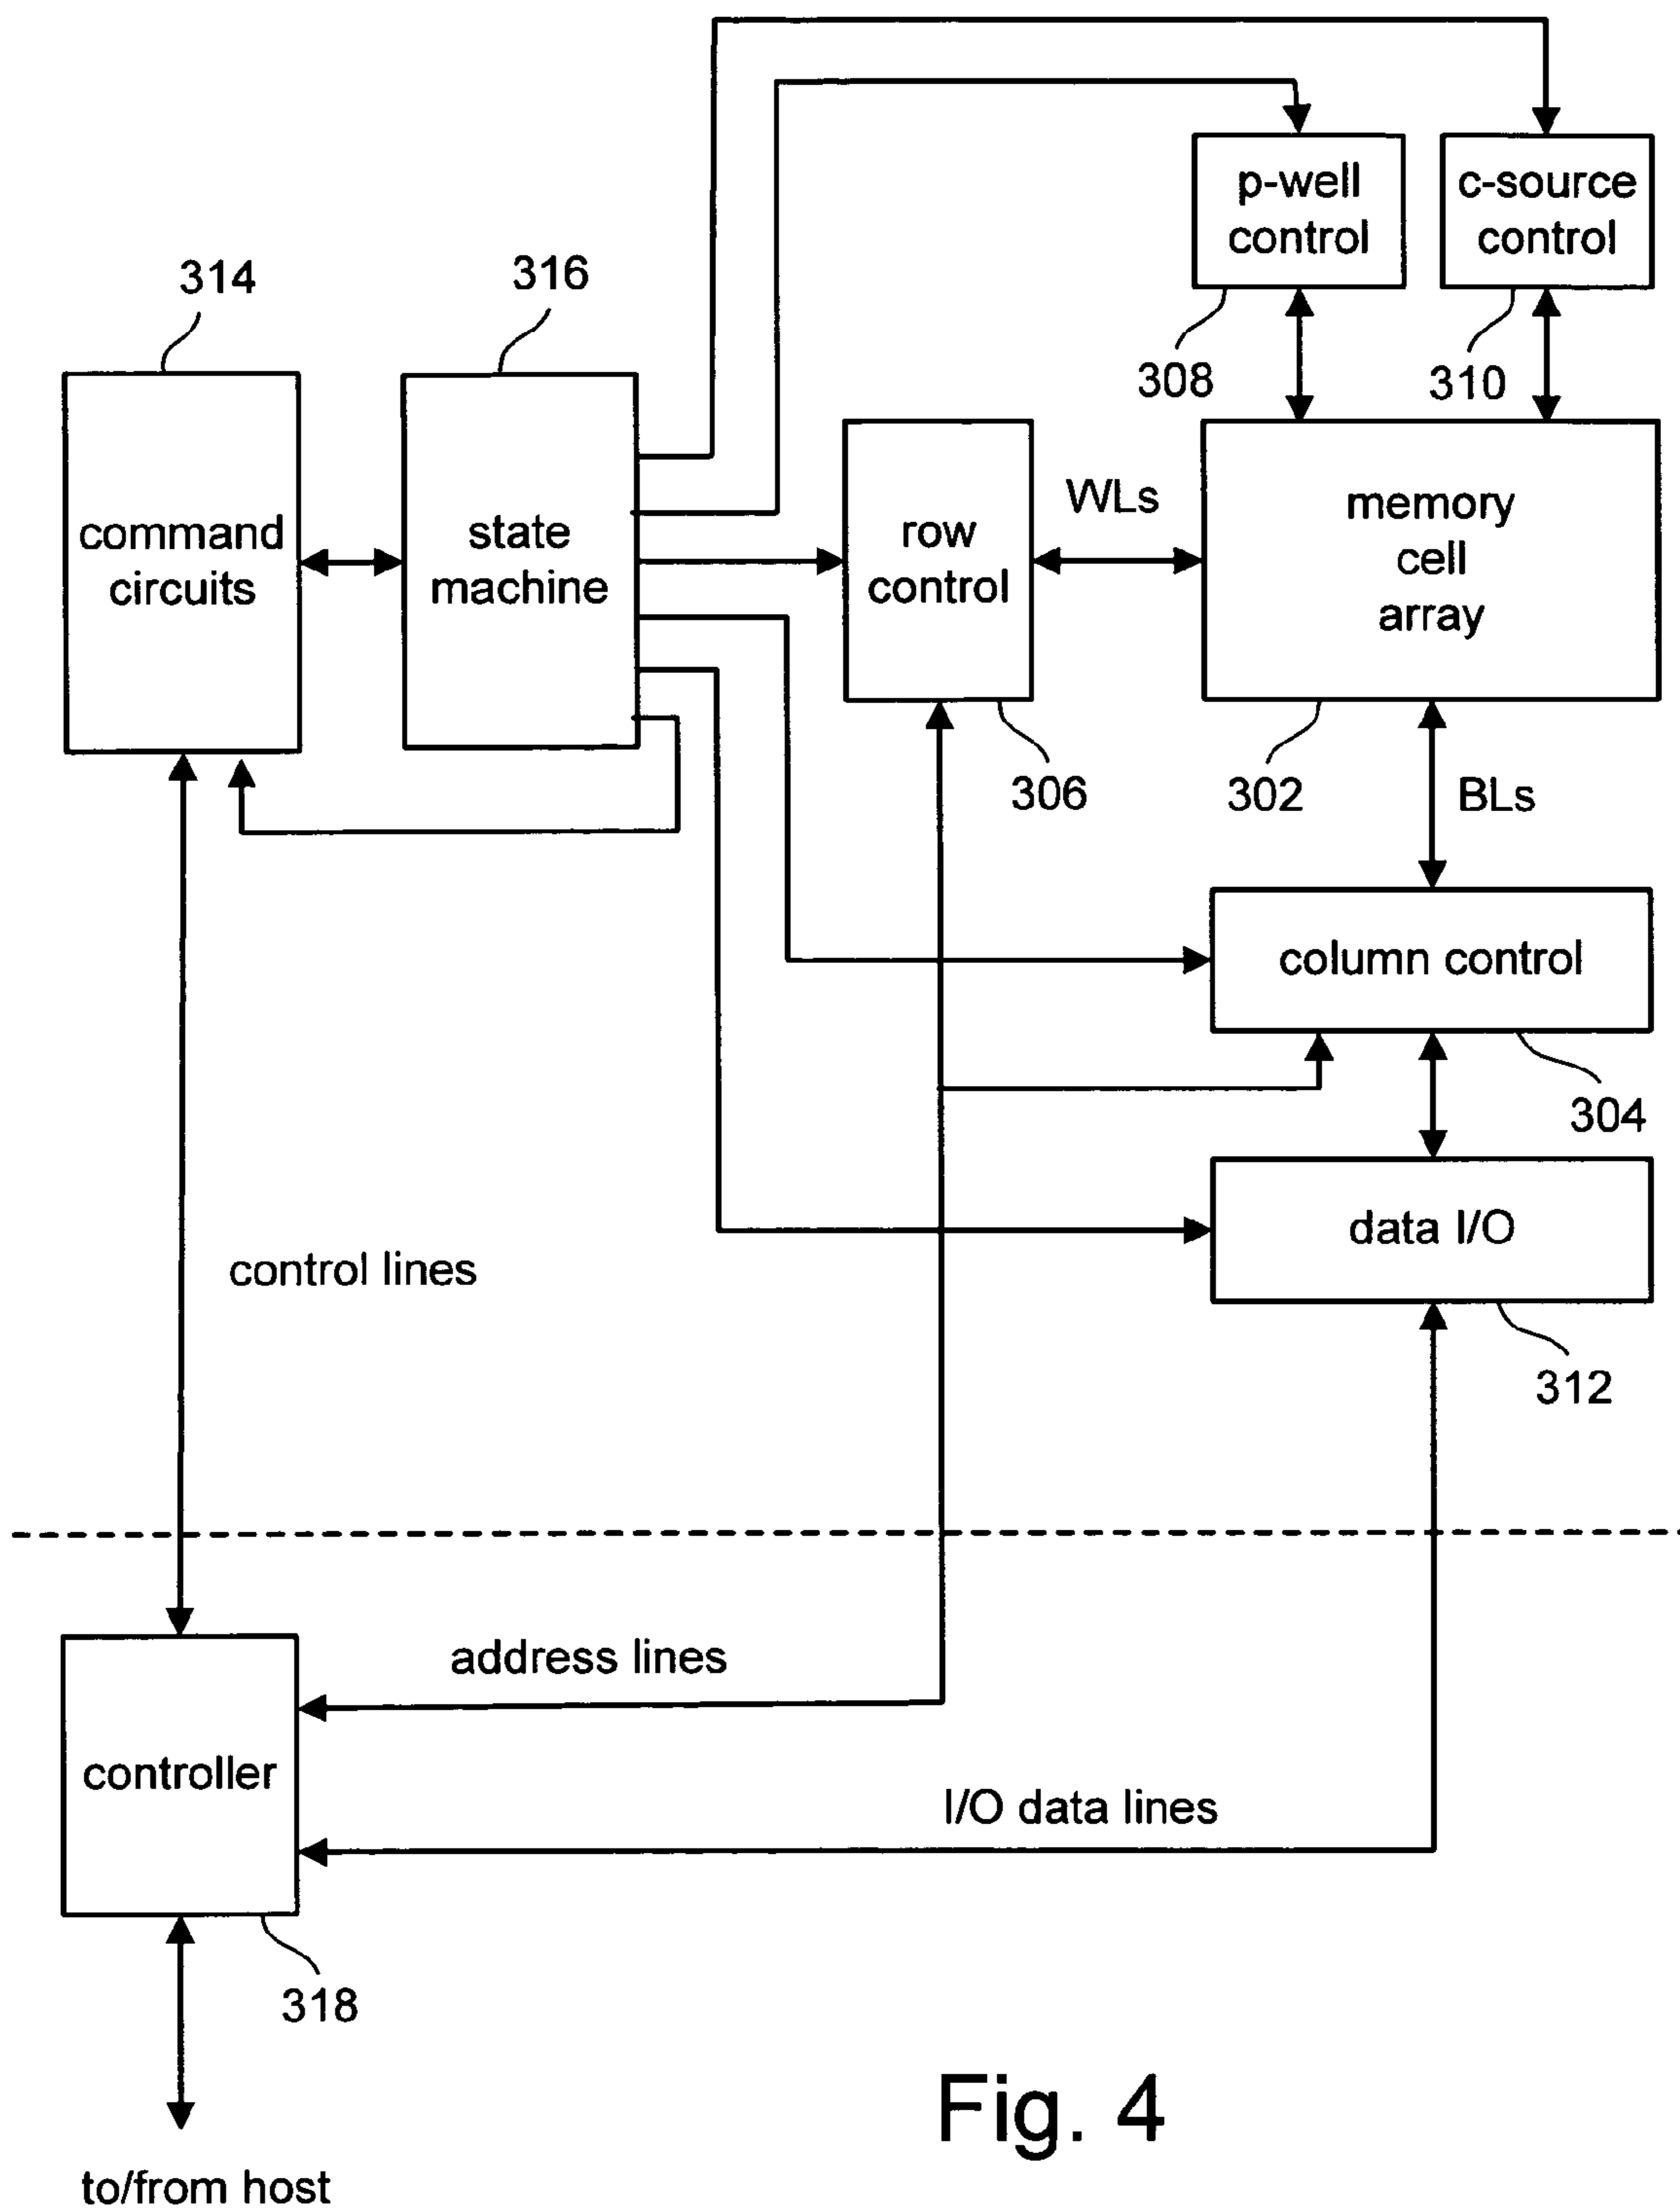 p-well
control
c-source
control
314
316
308
310
command
circuits
state
machine
row
control
WLs
memory
cell
array
306
302
BLs
column control
304
data I/O
control lines
312
address lines
controller
I/O data lines
318
Fig. 4
to/from host